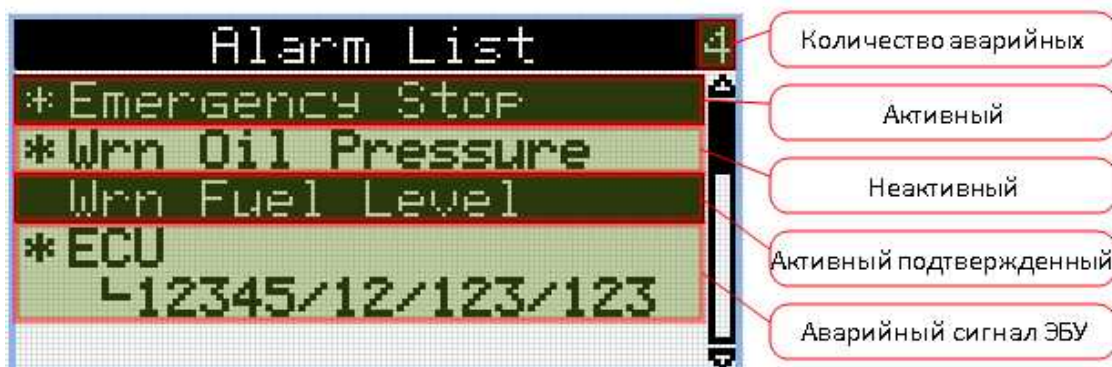 Alarm List 4
* Emergency Stop
* Wrn Oil Pressure
Wrn Fuel Level
* ECU
12345/12/123/123
Количество аварийных
Активный
Неактивный
Активный подтвержденный
Аварийный сигнал ЭБУ